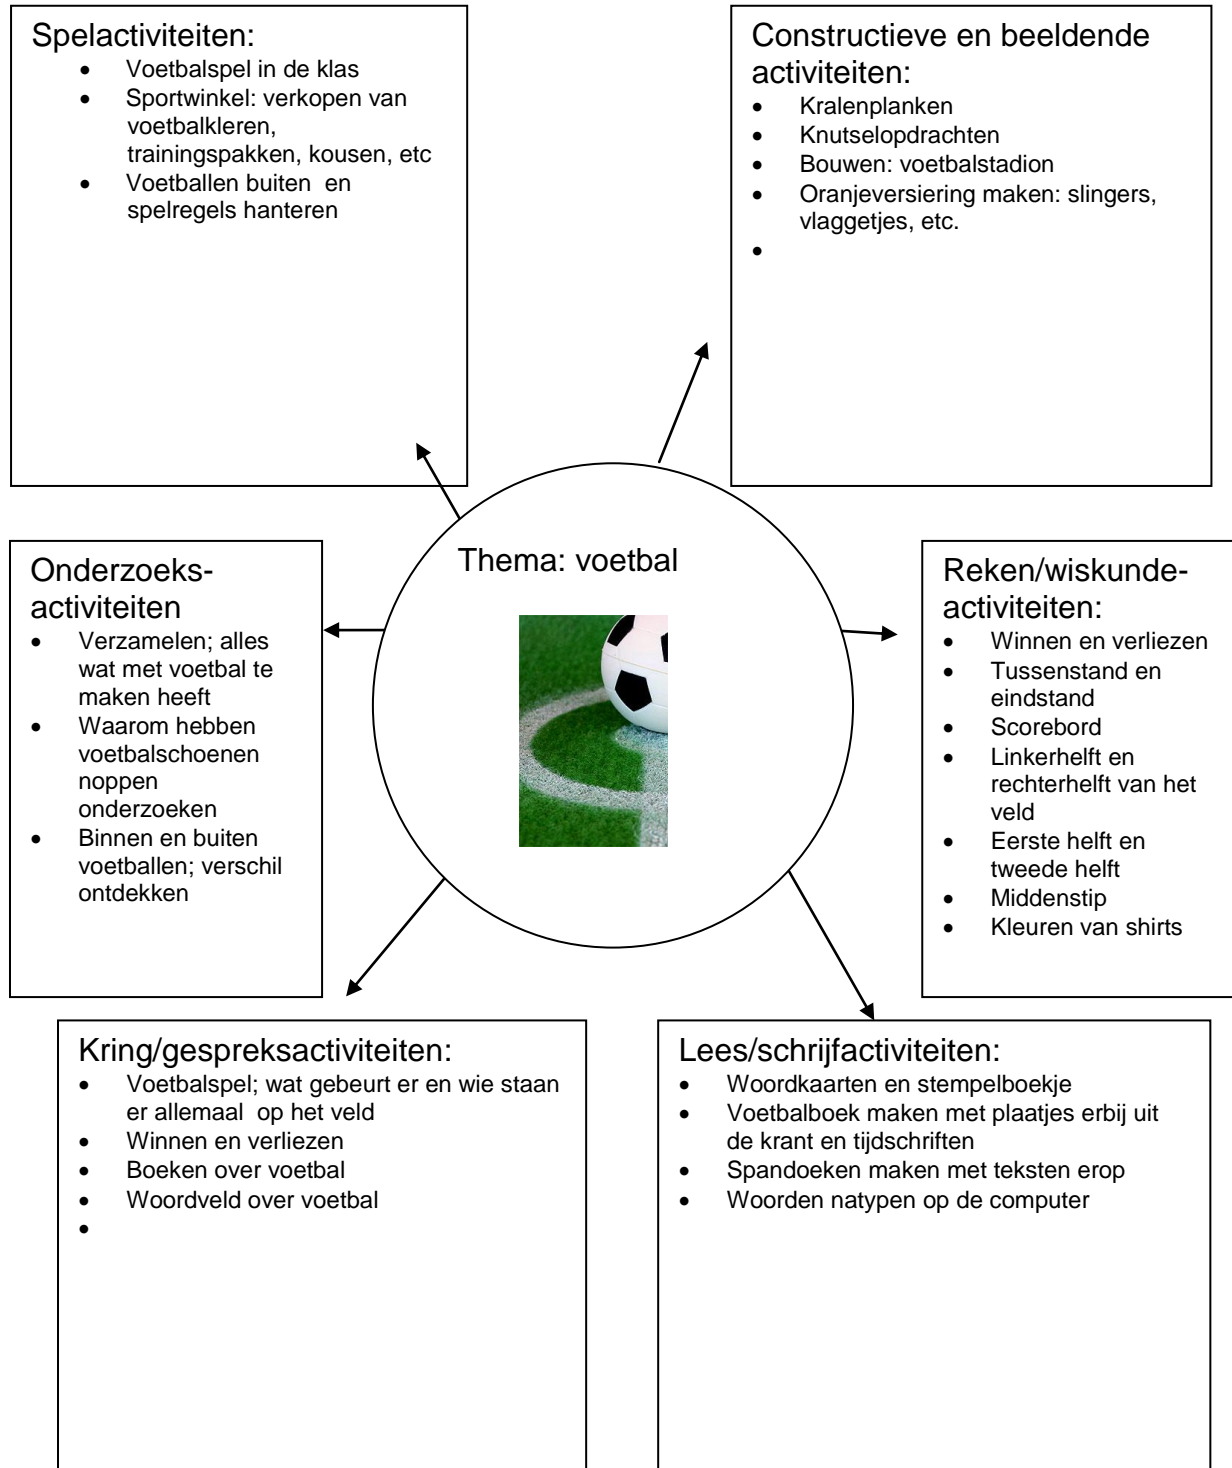 Spelactiviteiten:
• Voetbalspel in de klas
• Sportwinkel: verkopen van
voetbalkleren,
trainingspakken, kousen, etc
• Voetballen buiten en
spelregels hanteren
Constructieve en beeldende
activiteiten:
• Kralenplanken
• Knutselopdrachten
• Bouwen: voetbalstadion
• Oranjeversiering maken: slingers,
vlaggetjes, etc.
•
Thema: voetbal
Onderzoeks-
activiteiten
• Verzamelen; alles
wat met voetbal te
maken heeft
• Waarom hebben
voetbalschoenen
noppen
onderzoeken
• Binnen en buiten
voetballen; verschil
ontdekken
Reken/wiskunde-
activiteiten:
• Winnen en verliezen
• Tussenstand en
eindstand
• Scorebord
• Linkerhelft en
rechterhelft van het
veld
• Eerste helft en
tweede helft
• Middenstip
• Kleuren van shirts
Kring/gespreksactiviteiten:
• Voetbalspel; wat gebeurt er en wie staan
er allemaal op het veld
• Winnen en verliezen
• Boeken over voetbal
• Woordveld over voetbal
•
Lees/schrijfactiviteiten:
• Woordkaarten en stempelboekje
• Voetbalboek maken met plaatjes erbij uit
de krant en tijdschriften
• Spandoeken maken met teksten erop
• Woorden natypen op de computer